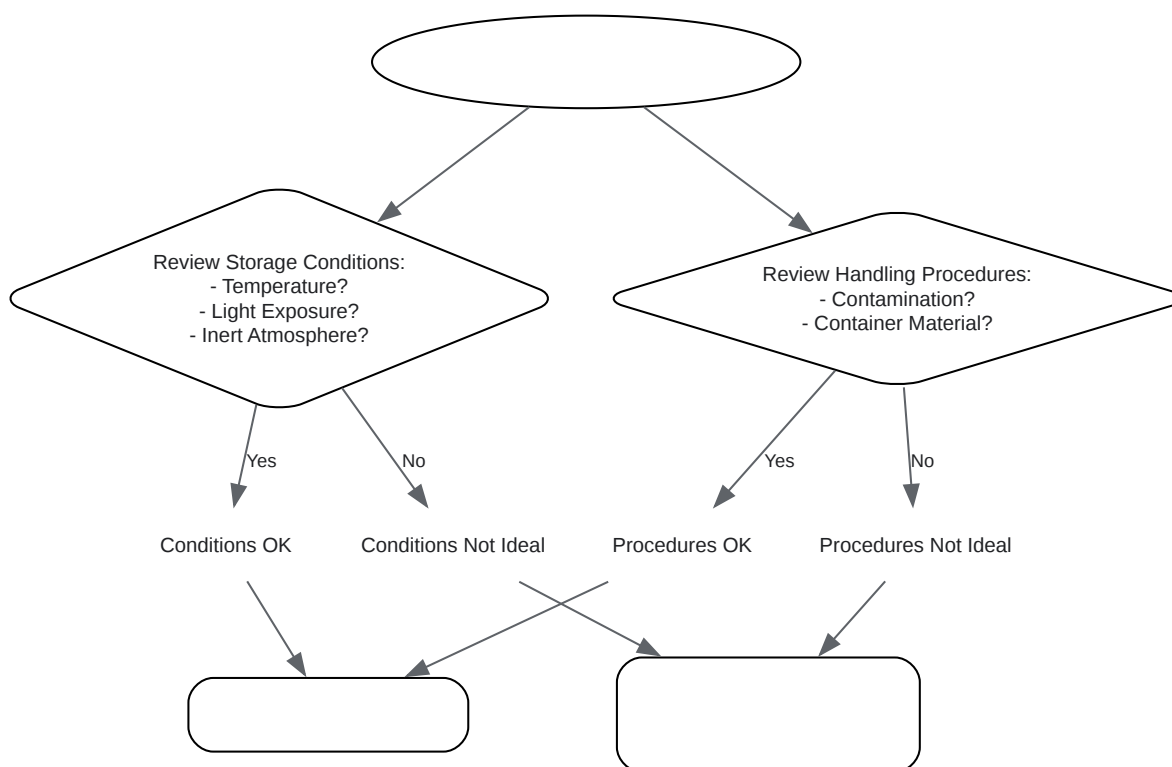 Review Storage Conditions:
- Temperature?
- Light Exposure?
- Inert Atmosphere?
Review Handling Procedures:
- Contamination?
- Container Material?
Yes
No
Yes
No
Conditions OK
Conditions Not Ideal
Procedures OK
Procedures Not Ideal